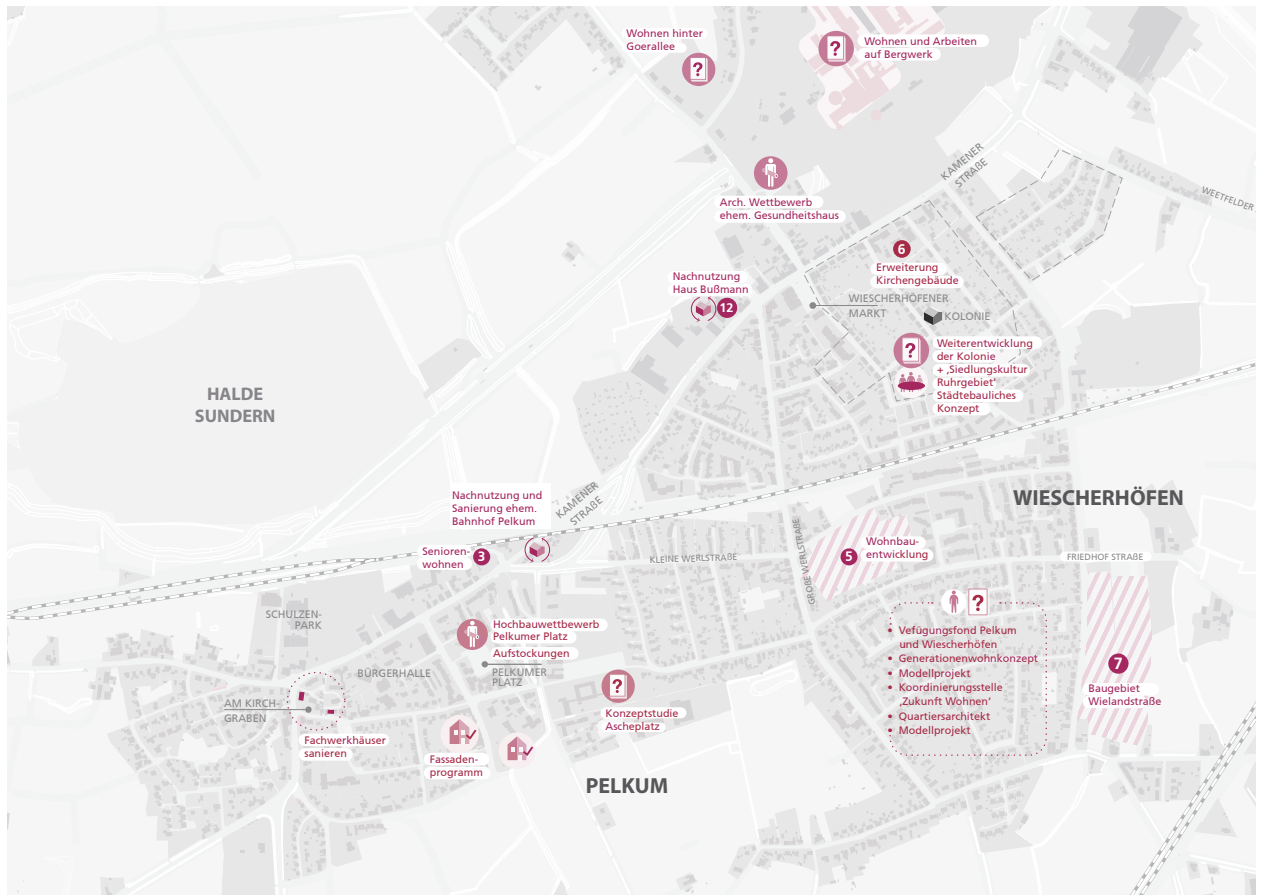 Wohnen hinter
Goerallee
?
?
Wohnen und Arbeiten
auf Bergwerk
KAMENER
STRAßE
WEETFELDER
Arch. Wettbewerb
ehem. Gesundheitshaus
6
Erweiterung
Kirchengebäude
Nachnutzung
Haus Bußmann
12
WIESCHERHÖFENER
MARKT
KOLONIE
?
Weiterentwicklung
der Kolonie
+ ‚Siedlungskultur
Ruhrgebiet‘
Städtebauliches
Konzept
HALDE
SUNDERN
KAMENER
STRAßE
Nachnutzung und
Sanierung ehem.
Bahnhof Pelkum
WIESCHERHÖFEN
Senioren-
wohnen
3
KLEINE WERLSTRAßE
GROBE WERLSTRAßE
5
Wohnbau-
entwicklung
FRIEDHOF STRAßE
SCHULZEN-
PARK
Hochbauwettbewerb
Pelkumer Platz
Aufstockungen
PELKUMER
PLATZ
BÜRGERHALLE
?
• Vefügungsfond Pelkum
und Wiescherhöfen
• Generationenwohnkonzept
• Modellprojekt
• Koordinierungsstelle
‚Zukunft Wohnen‘
• Quartiersarchitekt
• Modellprojekt
7
Baugebiet
Wielandsträße
AM KIRCH-
GRABEN
?
Konzeptstudie
Ascheplatz
Fachwerkhäuser
sanieren
Fassaden-
programm
PELKUM